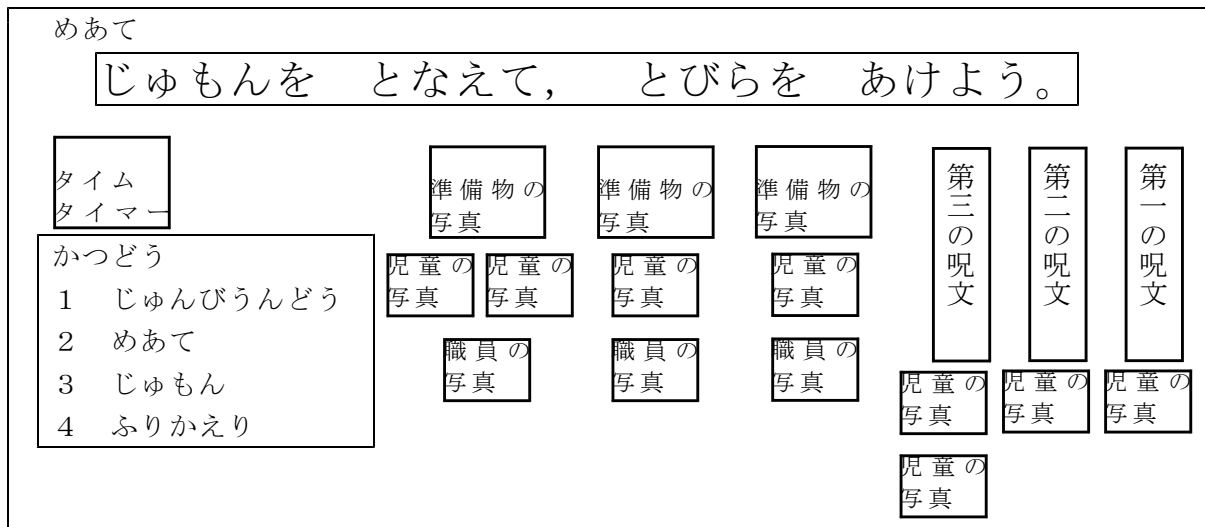 めあて
じゅもんを　となえて，　とびらを　あけよう。
タイム
タイマー
かつどう
１　じゅんびうんどう
２　めあて
３　じゅもん
４　ふりかえり
準備物の
写真
児童の
写真
児童の
写真
職員の
写真
準備物の
写真
児童の
写真
職員の
写真
準備物の
写真
児童の
写真
職員の
写真
第一の呪文
児童の
写真
第二の呪文
児童の
写真
第三の呪文
児童の
写真
児童の
写真